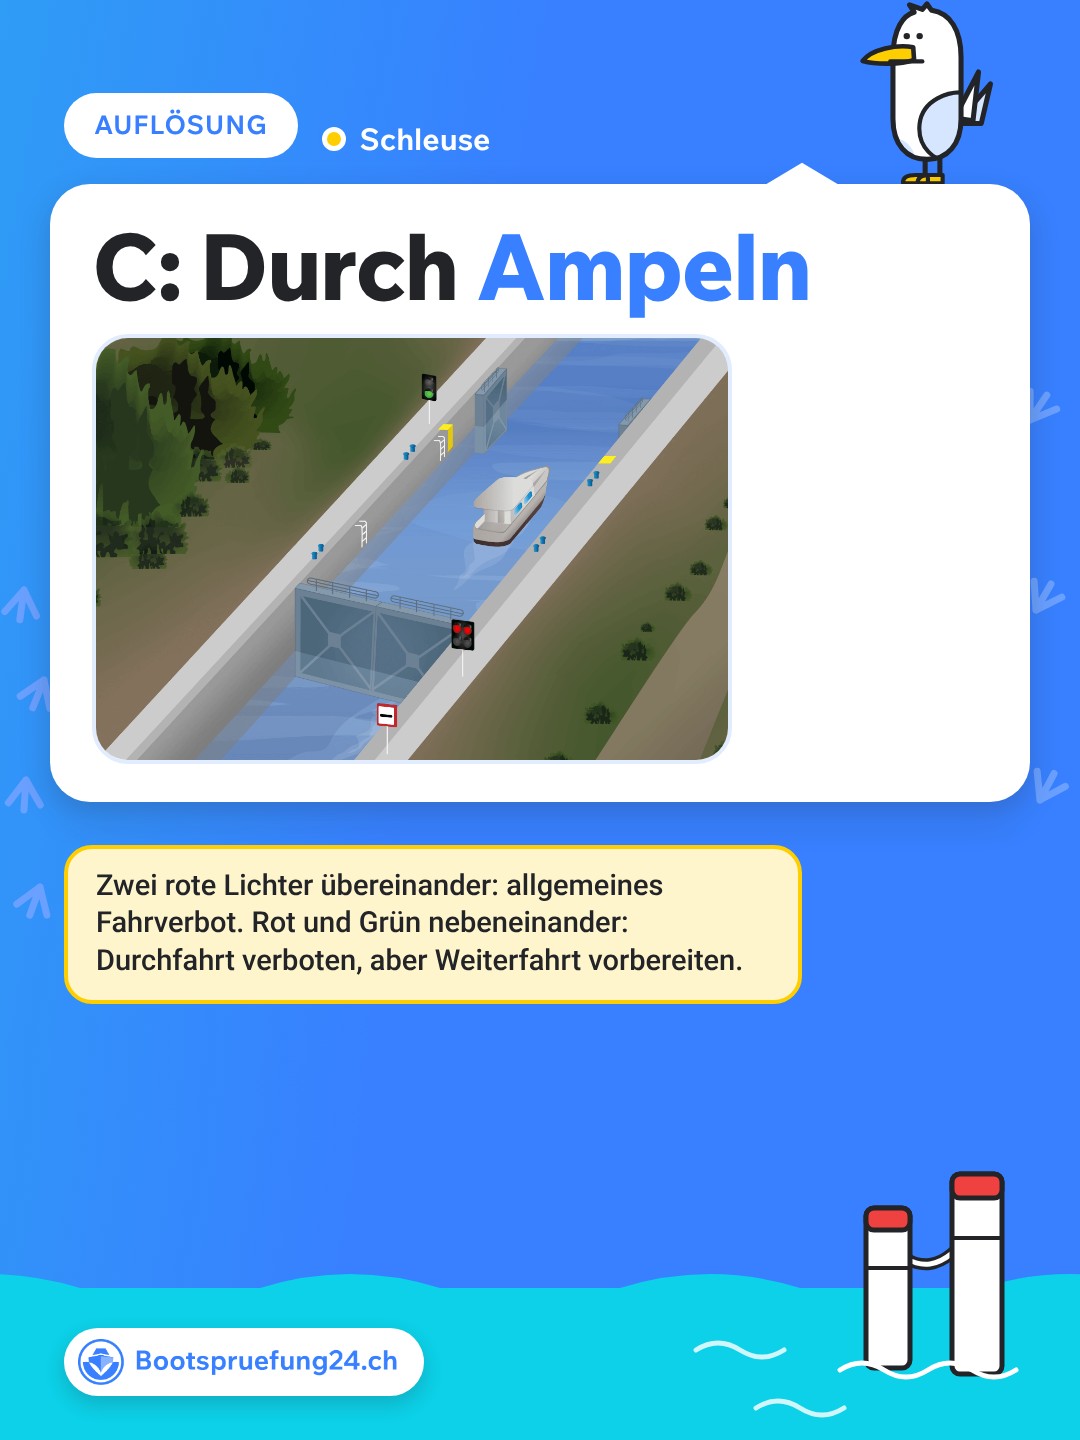 AUFLÖSUNG
Schleuse
C: Durch Ampeln
Zwei rote Lichter übereinander: allgemeines
Fahrverbot. Rot und Grün nebeneinander:
Durchfahrt verboten, aber Weiterfahrt vorbereiten.
Bootspruefung24.ch